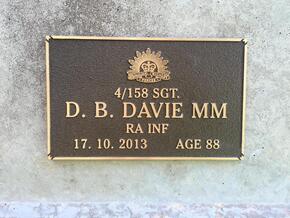 4/158 SGT.
D. B. DAVIE MM
RA INF
17. 10. 2013 AGE 88